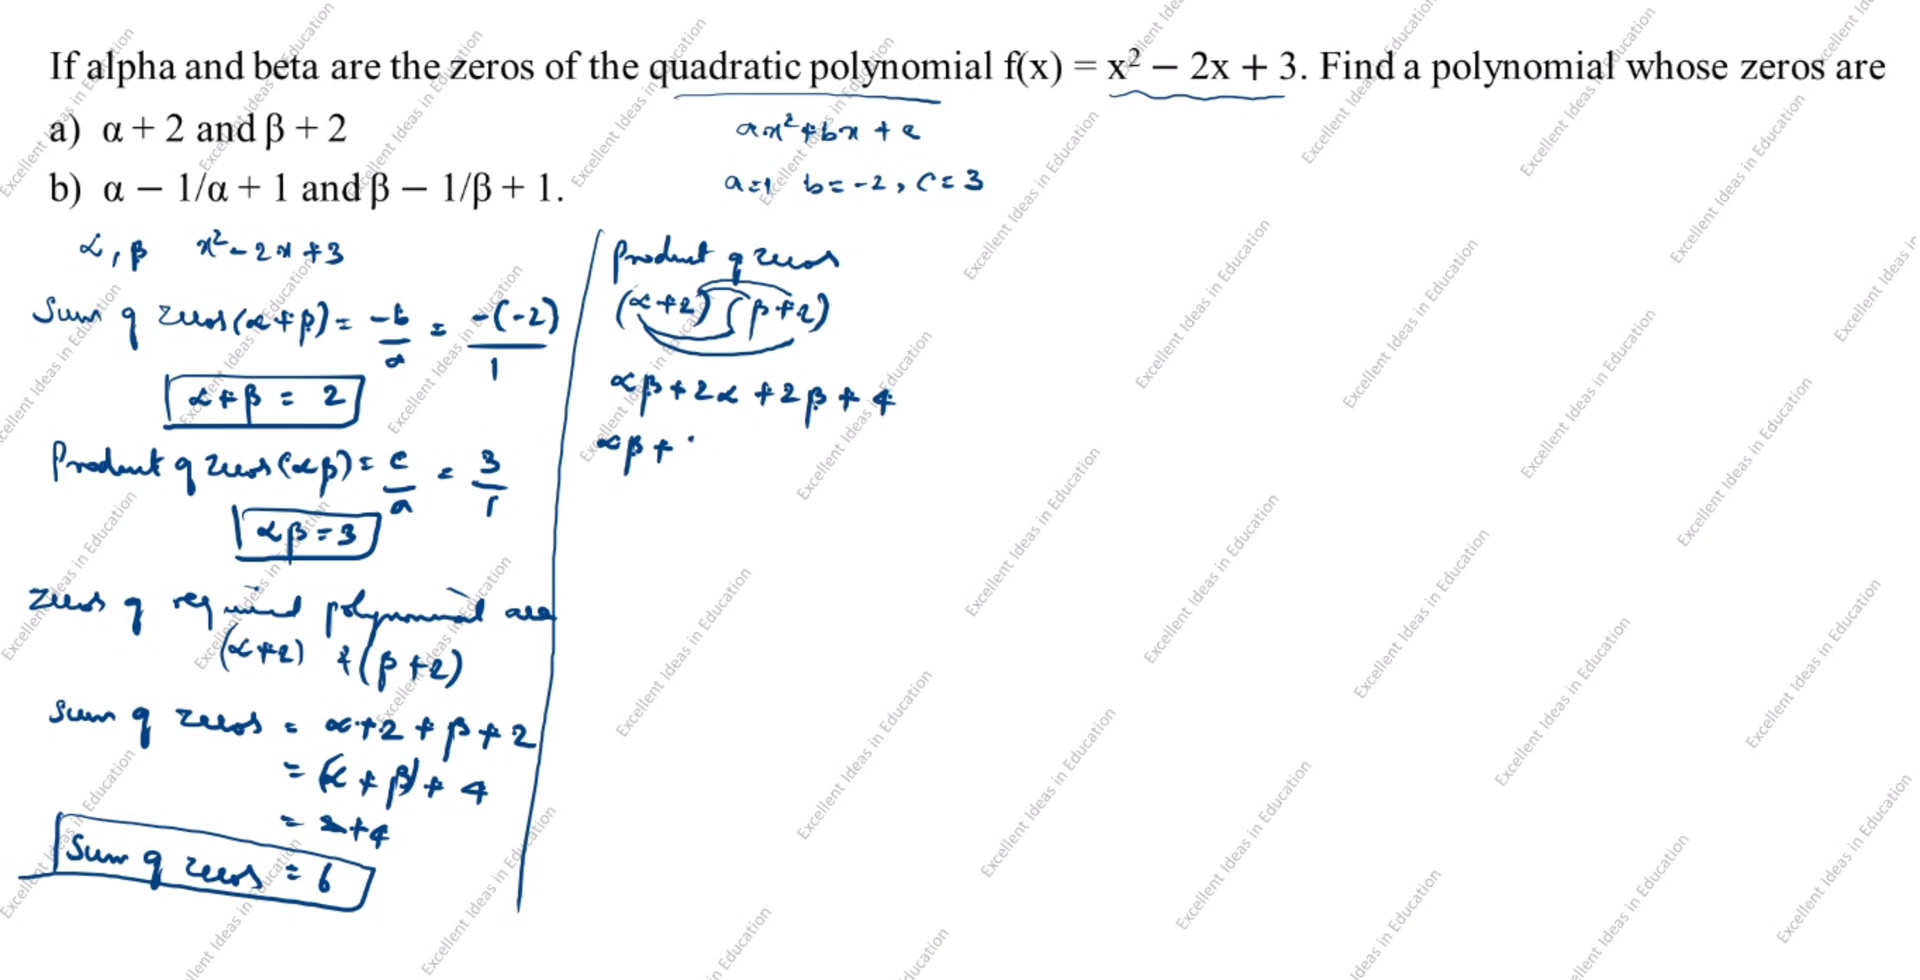 If alpha and beta are the zeros of the quadratic polynomial f(x) = x² – 2x + 3. Find a polynomial whose zeros are
a) α + 2 and β + 2
b) α – 1/α + 1 and β – 1/β + 1.
ax²+bx+c
a=1 b=-2, c=3
α, β x²-2x+3
Sum of zeros(α+β) = -b/a = -(-2)/1
α+β = 2
Product of zeros(αβ) = c/a = 3/1
αβ=3
Zeros of required polynomial are
(α+2) & (β+2)
Sum of zeros = α+2+β+2
= (α+β)+4
= 2+4
Sum of zeros = 6
Product of zeros
(α+2)(β+2)
αβ+2α+2β+4
αβ+
Excellent Ideas in Education